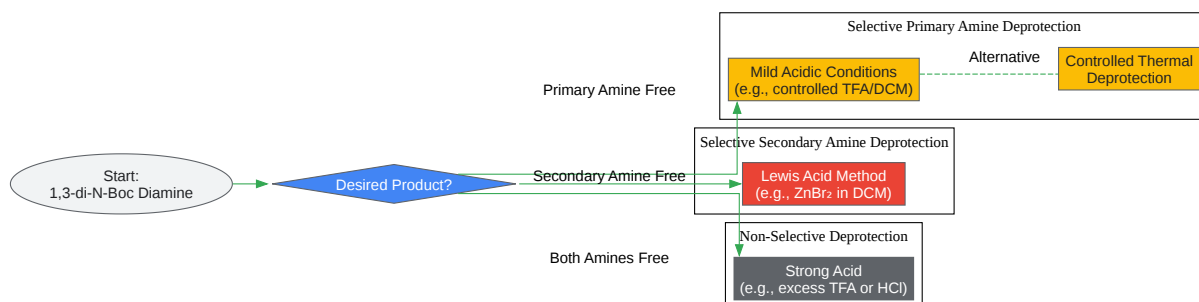 Start:
1,3-di-N-Boc Diamine
Desired Product?
Primary Amine Free
Secondary Amine Free
Both Amines Free
Selective Primary Amine Deprotection
Mild Acidic Conditions
(e.g., controlled TFA/DCM)
Alternative
Controlled Thermal
Deprotection
Selective Secondary Amine Deprotection
Lewis Acid Method
(e.g., ZnBr₂ in DCM)
Non-Selective Deprotection
Strong Acid
(e.g., excess TFA or HCl)